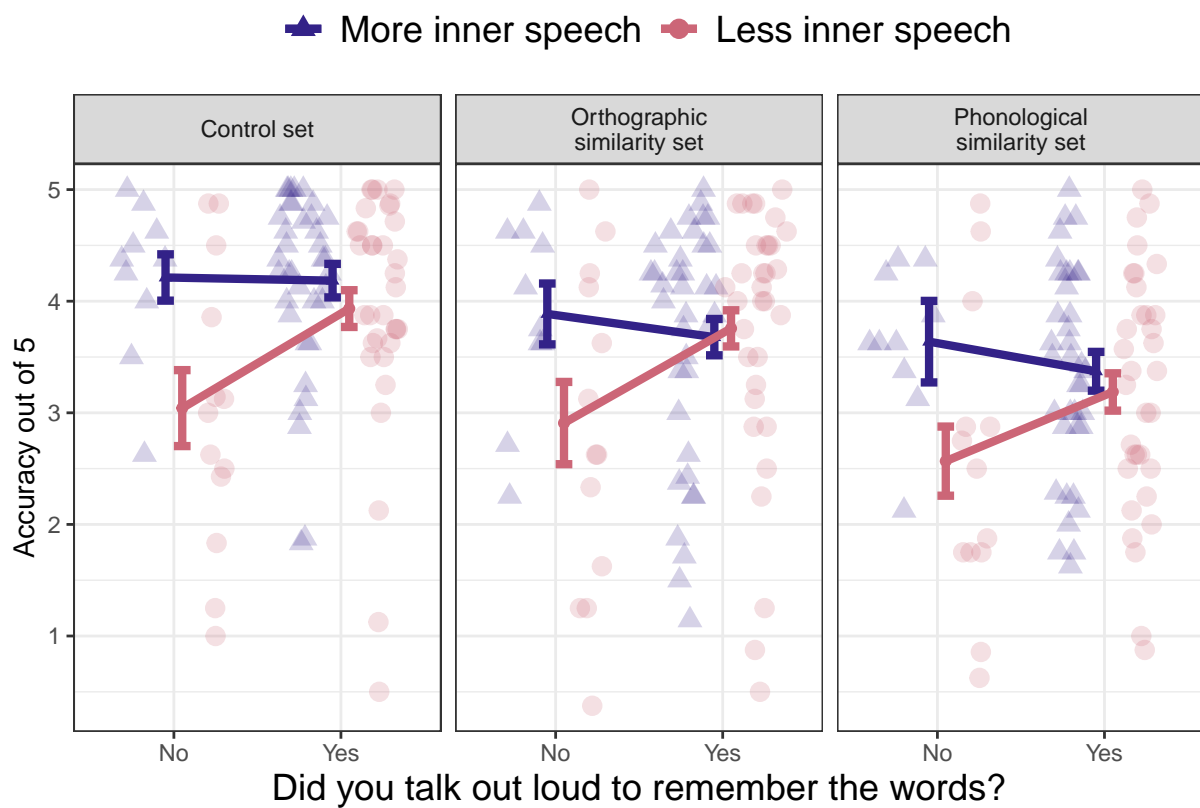 More inner speech Less inner speech
Control set
Orthographic
similarity set
Phonological
similarity set
Accuracy out of 5
5
4
3
2
1
No Yes No Yes No Yes
Did you talk out loud to remember the words?